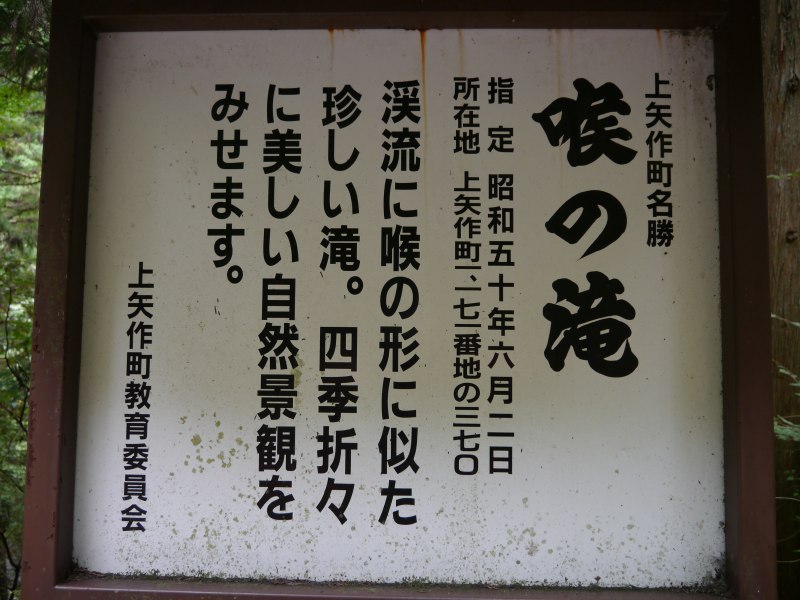 上矢作町名勝
喉の滝
指定 昭和五十年六月二日
所在地 上矢作町二、七二番地の三七〇
渓流に喉の形に似た
珍しい滝。四季折々
に美しい自然景観を
みせます。
上矢作町教育委員会